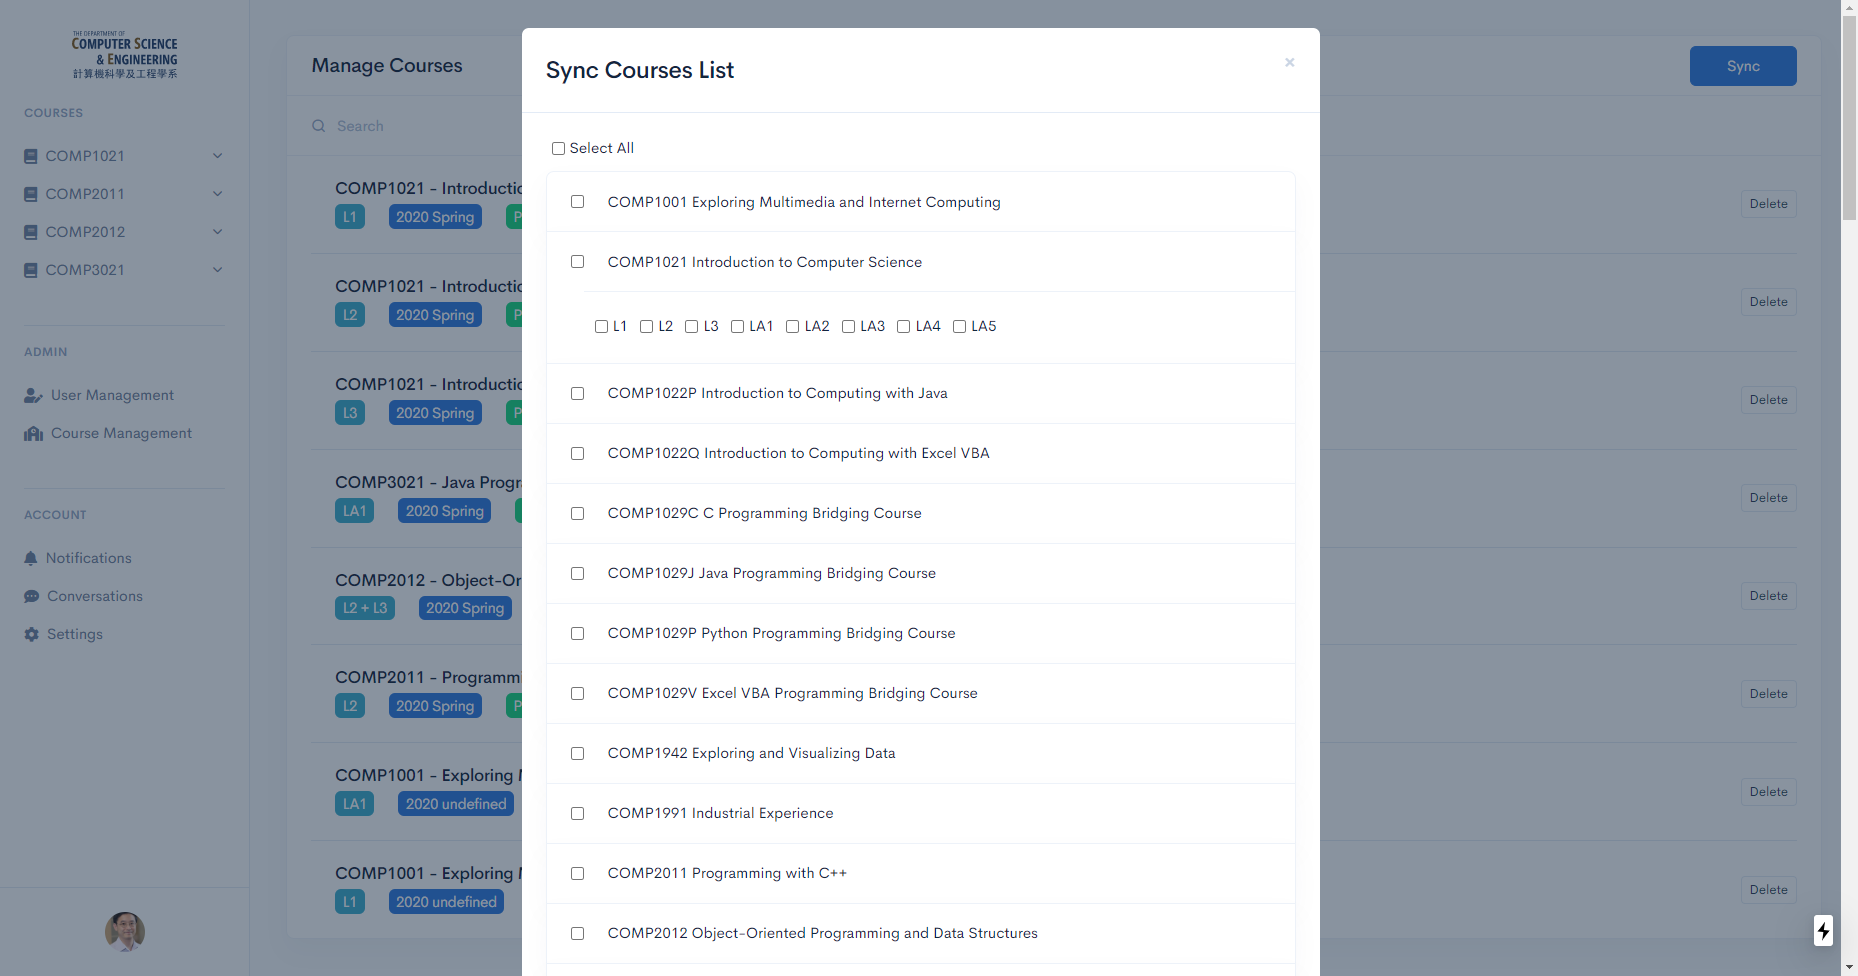 THE DEPARTMENT OF
COMPUTER SCIENCE
& ENGINEERING
計算機科學及工程學系
COURSES
COMP1021
COMP2011
COMP2012
COMP3021
ADMIN
User Management
Course Management
ACCOUNT
Notifications
Conversations
Settings
Manage Courses
Sync
Search
COMP1021 - Introductio
L1 2020 Spring P
Delete
COMP1021 - Introductio
L2 2020 Spring P
Delete
COMP1021 - Introductio
L3 2020 Spring P
Delete
COMP3021 - Java Progr
LA1 2020 Spring
Delete
COMP2012 - Object-Or
L2 + L3 2020 Spring
Delete
COMP2011 - Programm
L2 2020 Spring P
Delete
COMP1001 - Exploring
LA1 2020 undefined
Delete
COMP1001 - Exploring
L1 2020 undefined
Delete
Sync Courses List
×
Select All
COMP1001 Exploring Multimedia and Internet Computing
COMP1021 Introduction to Computer Science
L1 L2 L3 LA1 LA2 LA3 LA4 LA5
COMP1022P Introduction to Computing with Java
COMP1022Q Introduction to Computing with Excel VBA
COMP1029C C Programming Bridging Course
COMP1029J Java Programming Bridging Course
COMP1029P Python Programming Bridging Course
COMP1029V Excel VBA Programming Bridging Course
COMP1942 Exploring and Visualizing Data
COMP1991 Industrial Experience
COMP2011 Programming with C++
COMP2012 Object-Oriented Programming and Data Structures